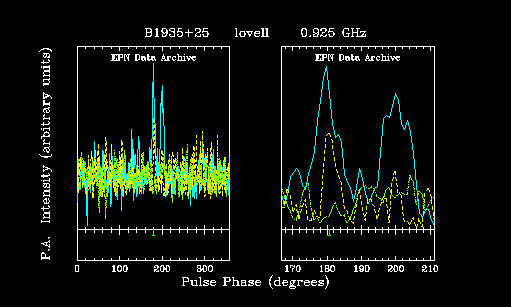 B1935+25 lovell 0.925 GHz
EPN Data Archive EPN Data Archive
P.A. Intensity (arbitrary units)
0 100 200 300 170 180 190 200 210
Pulse Phase (degrees)